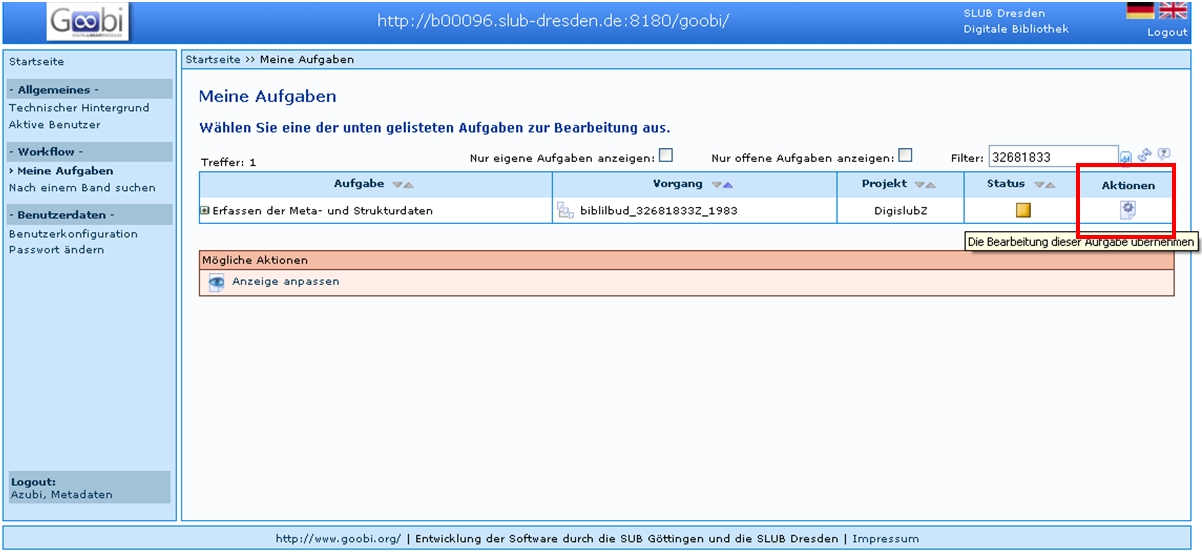 Goobi
http://b00096.slub-dresden.de:8180/goobi/
SLUB Dresden
Digitale Bibliothek
Logout
Startseite
- Allgemeines -
Technischer Hintergrund
Aktive Benutzer
- Workflow -
› Meine Aufgaben
Nach einem Band suchen
- Benutzerdaten -
Benutzerkonfiguration
Passwort ändern
Logout:
Azubi, Metadaten
Startseite >> Meine Aufgaben
Meine Aufgaben
Wählen Sie eine der unten gelisteten Aufgaben zur Bearbeitung aus.
Treffer: 1 Nur eigene Aufgaben anzeigen: Nur offene Aufgaben anzeigen: Filter: 32681833
Aufgabe Vorgang Projekt Status Aktionen
Erfassen der Meta- und Strukturdaten biblilbud_32681833Z_1983 DigislubZ
Die Bearbeitung dieser Aufgabe übernehmen
Mögliche Aktionen
Anzeige anpassen
http://www.goobi.org/ | Entwicklung der Software durch die SUB Göttingen und die SLUB Dresden | Impressum